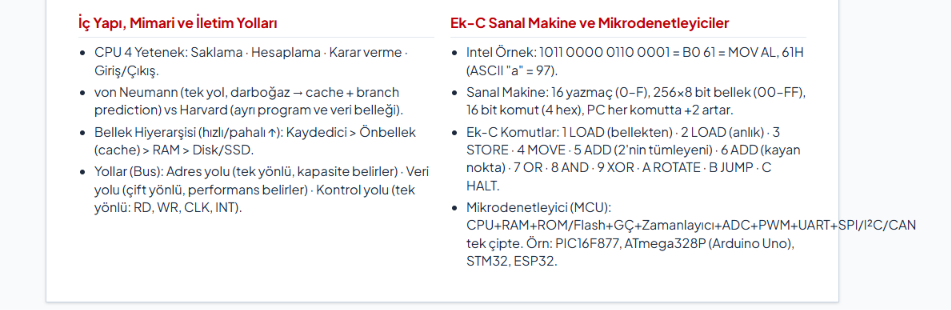 İç Yapı, Mimari ve İletim Yolları
• CPU 4 Yetenek: Saklama · Hesaplama · Karar verme ·
Giriş/Çıkış.
• von Neumann (tek yol, darboğaz → cache + branch
prediction) vs Harvard (ayrı program ve veri belleği).
• Bellek Hiyerarşisi (hızlı/pahalı ↑): Kaydedici > Önbellek
(cache) > RAM > Disk/SSD.
• Yollar (Bus): Adres yolu (tek yönlü, kapasite belirler) · Veri
yolu (çift yönlü, performans belirler) · Kontrol yolu (tek
yönlü: RD, WR, CLK, INT).
Ek-C Sanal Makine ve Mikrodenetleyiciler
• Intel Örnek: 1011 0000 0110 0001 = B0 61 = MOV AL, 61H
(ASCII "a" = 97).
• Sanal Makine: 16 yazmaç (0–F), 256×8 bit bellek (00–FF),
16 bit komut (4 hex), PC her komutta +2 artar.
• Ek-C Komutlar: 1 LOAD (bellekten) · 2 LOAD (anlık) · 3
STORE · 4 MOVE · 5 ADD (2'nin tümleyeni) · 6 ADD (kayan
nokta) · 7 OR · 8 AND · 9 XOR · A ROTATE · B JUMP · C
HALT.
• Mikrodenetleyici (MCU):
CPU+RAM+ROM/Flash+GÇ+Zamanlayıcı+ADC+PWM+UART+SPI/I²C/CAN
tek çipte. Örn: PIC16F877, ATmega328P (Arduino Uno),
STM32, ESP32.